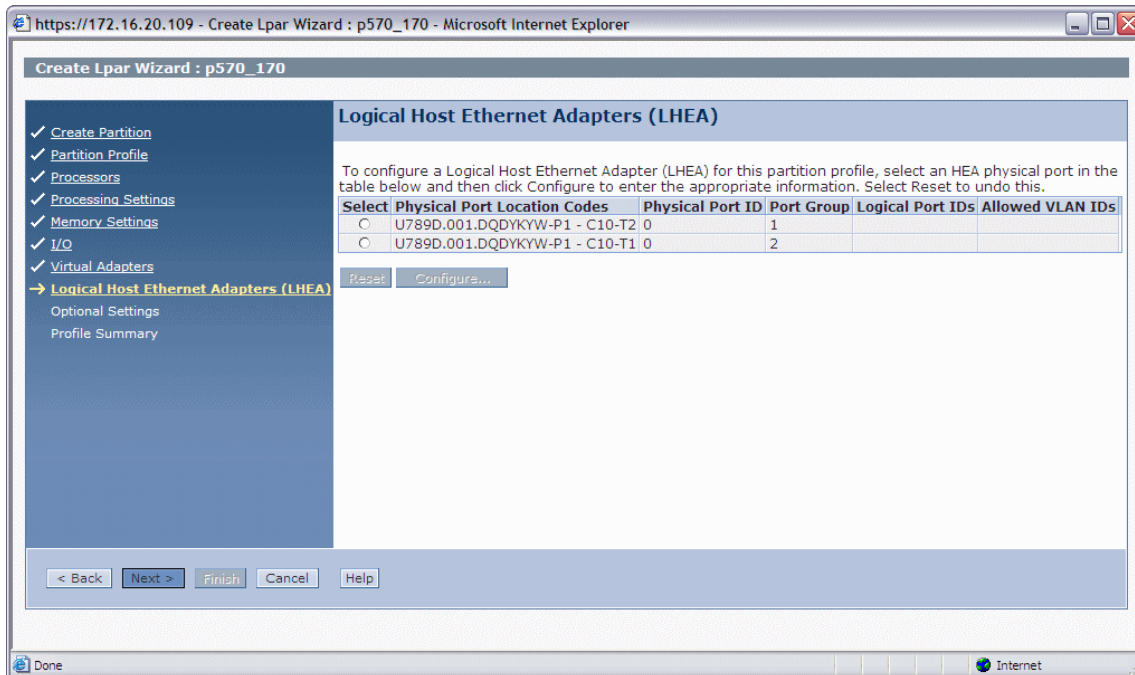 https://172.16.20.109 - Create Lpar Wizard : p570_170 - Microsoft Internet Explorer
Create Lpar Wizard : p570_170
Create Partition
Partition Profile
Processors
Processing Settings
Memory Settings
I/O
Virtual Adapters
Logical Host Ethernet Adapters (LHEA)
Optional Settings
Profile Summary
Logical Host Ethernet Adapters (LHEA)
To configure a Logical Host Ethernet Adapter (LHEA) for this partition profile, select an HEA physical port in the
table below and then click Configure to enter the appropriate information. Select Reset to undo this.
Select Physical Port Location Codes Physical Port ID Port Group Logical Port IDs Allowed VLAN IDs
U789D.001.DQDYKYW-P1 - C10-T2 0 1
U789D.001.DQDYKYW-P1 - C10-T1 0 2
Reset Configure...
< Back Next > Finish Cancel Help
Done Internet